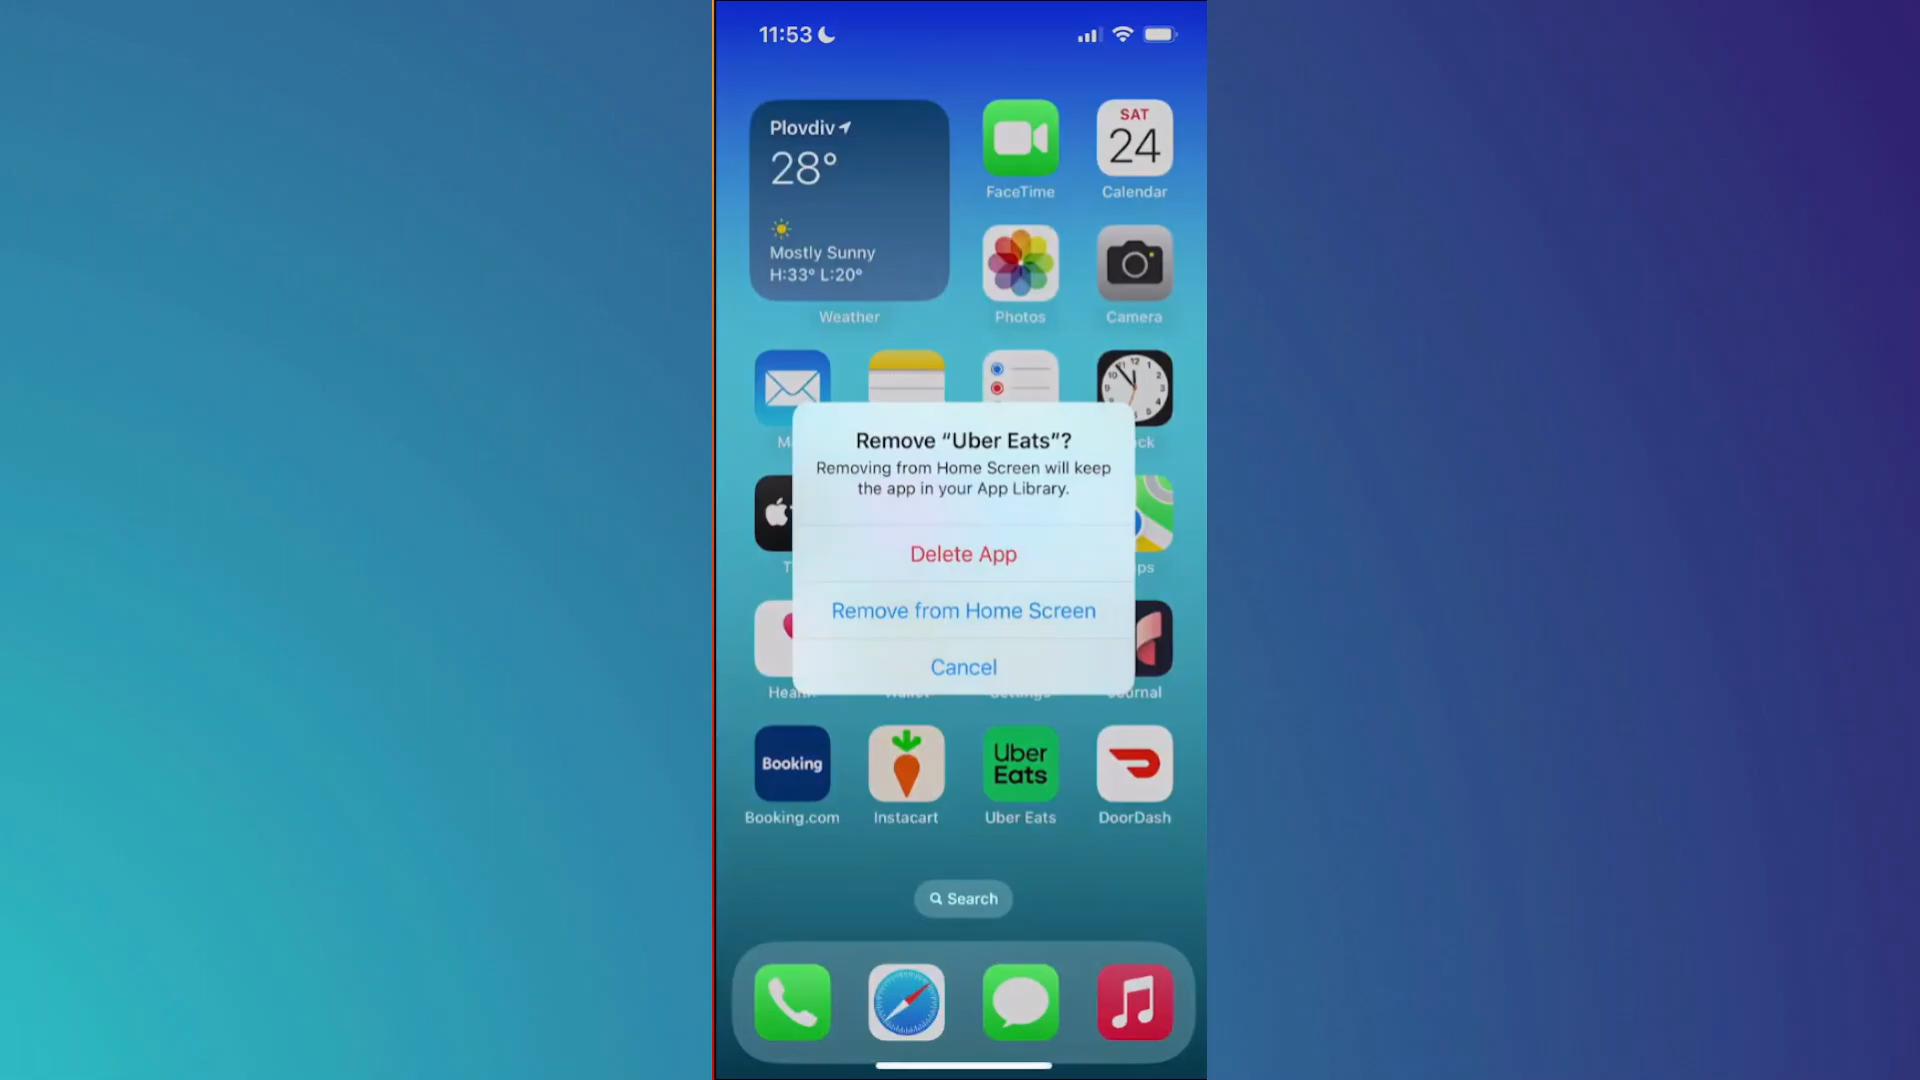 11:53
Plovdiv
28°
Mostly Sunny
H:33° L:20°
Weather
FaceTime
SAT
24
Calendar
Photos
Camera
Remove “Uber Eats”?
Removing from Home Screen will keep
the app in your App Library.
Delete App
Remove from Home Screen
Cancel
Booking
Booking.com
Instacart
Uber
Eats
Uber Eats
DoorDash
Search